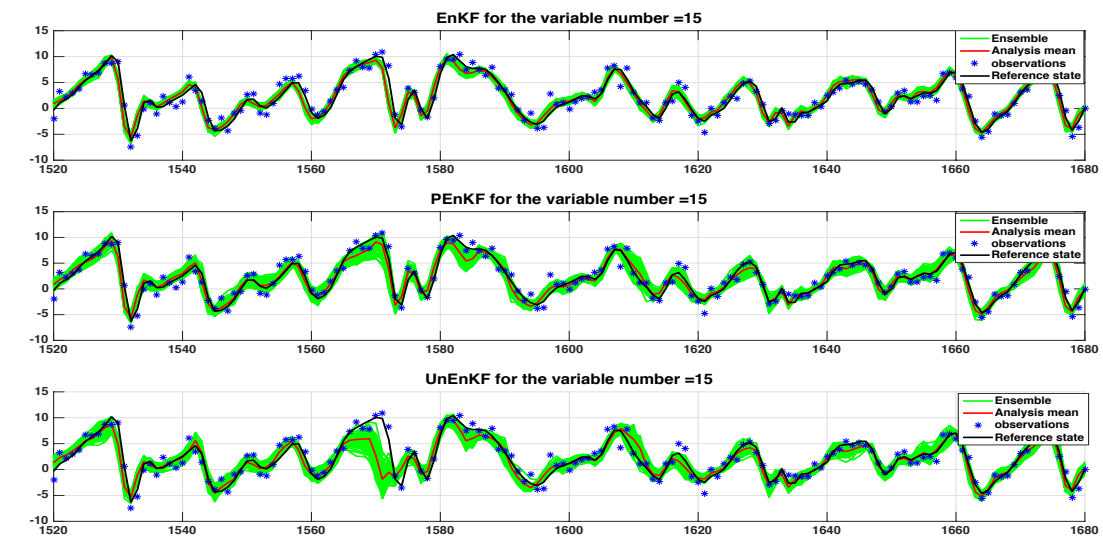 EnKF for the variable number =15
15
10
5
0
-5
-10
1520 1540 1560 1580 1600 1620 1640 1660 1680
Ensemble
Analysis mean
observations
Reference state
PEnKF for the variable number =15
15
10
5
0
-5
-10
1520 1540 1560 1580 1600 1620 1640 1660 1680
Ensemble
Analysis mean
observations
Reference state
UnEnKF for the variable number =15
15
10
5
0
-5
-10
1520 1540 1560 1580 1600 1620 1640 1660 1680
Ensemble
Analysis mean
observations
Reference state